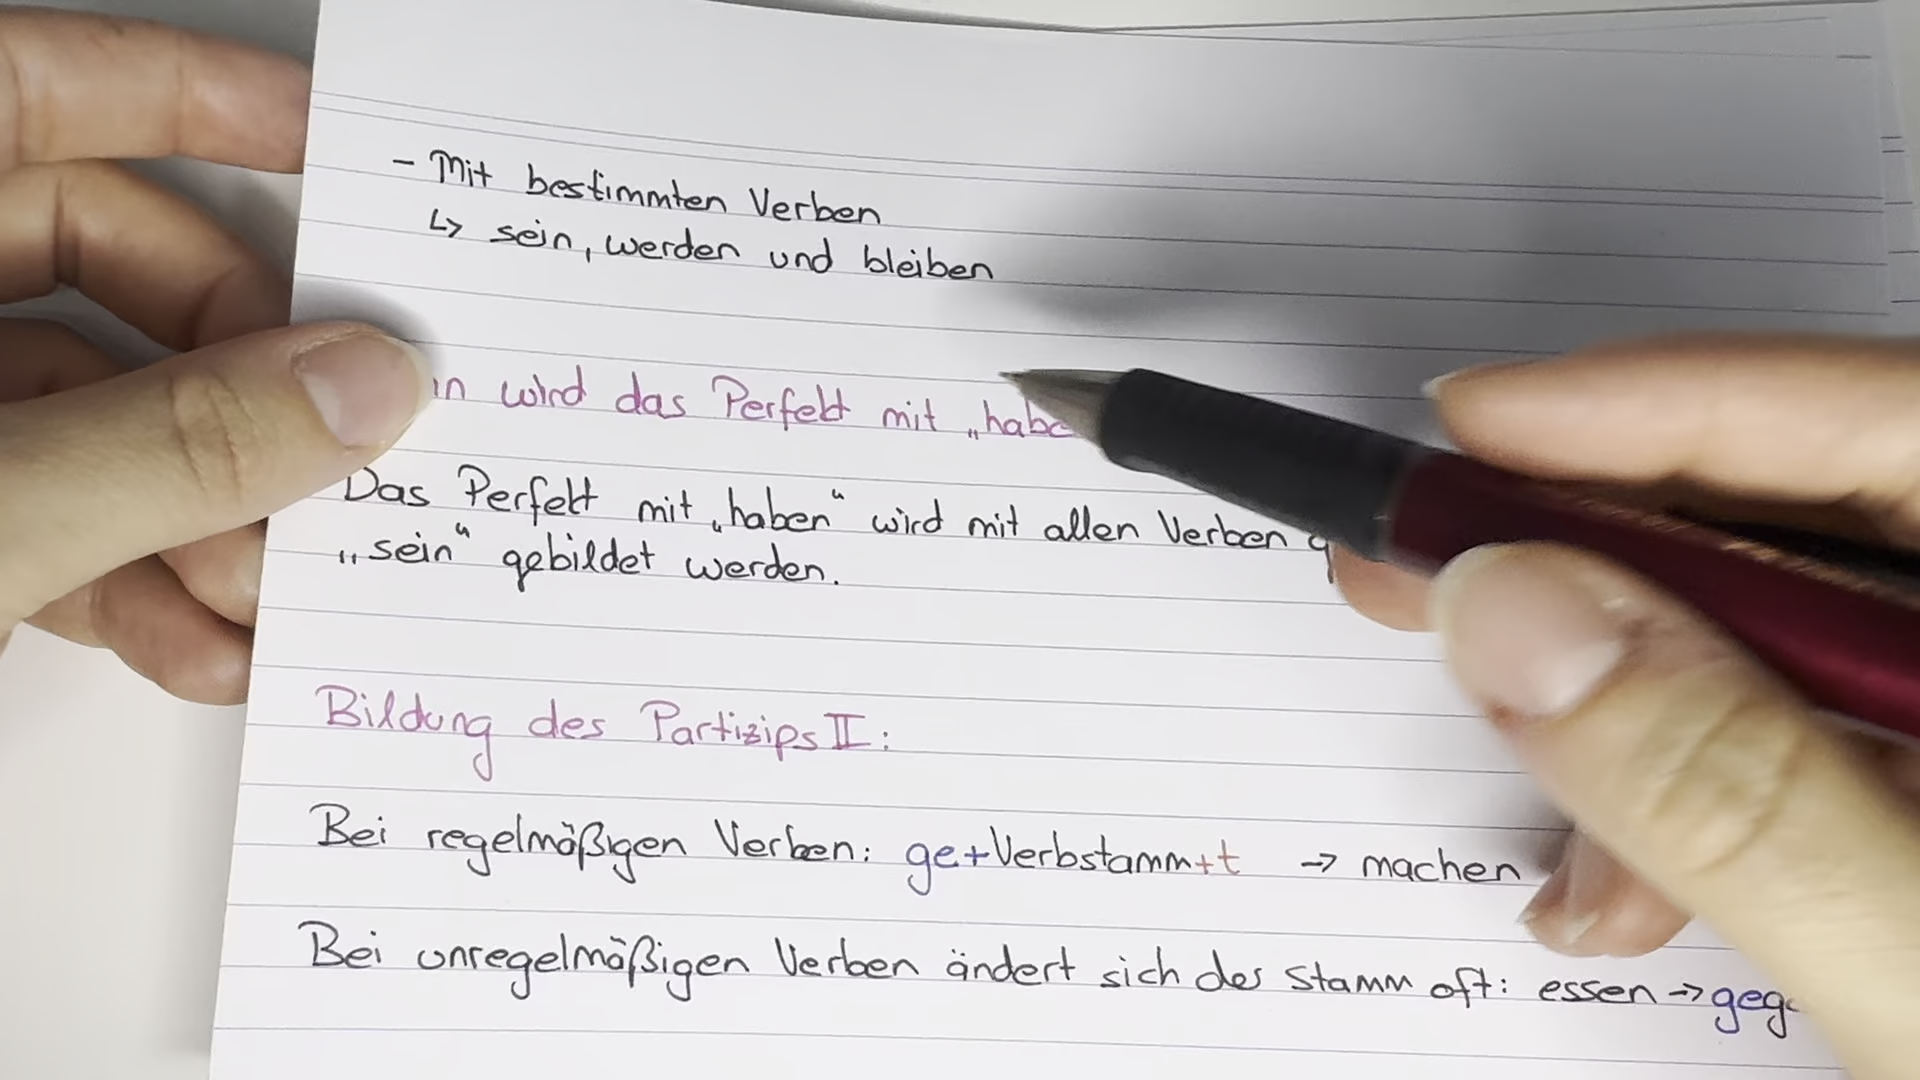 - Mit bestimmten Verben
↳ sein, werden und bleiben
wird das Perfekt mit
Das Perfekt mit „haben“ wird mit allen Verben
„sein“ gebildet werden.
Bildung des Partizips II:
Bei regelmäßigen Verben: ge+Verbstamm+t → machen
Bei unregelmäßigen Verben ändert sich der Stamm oft: essen →